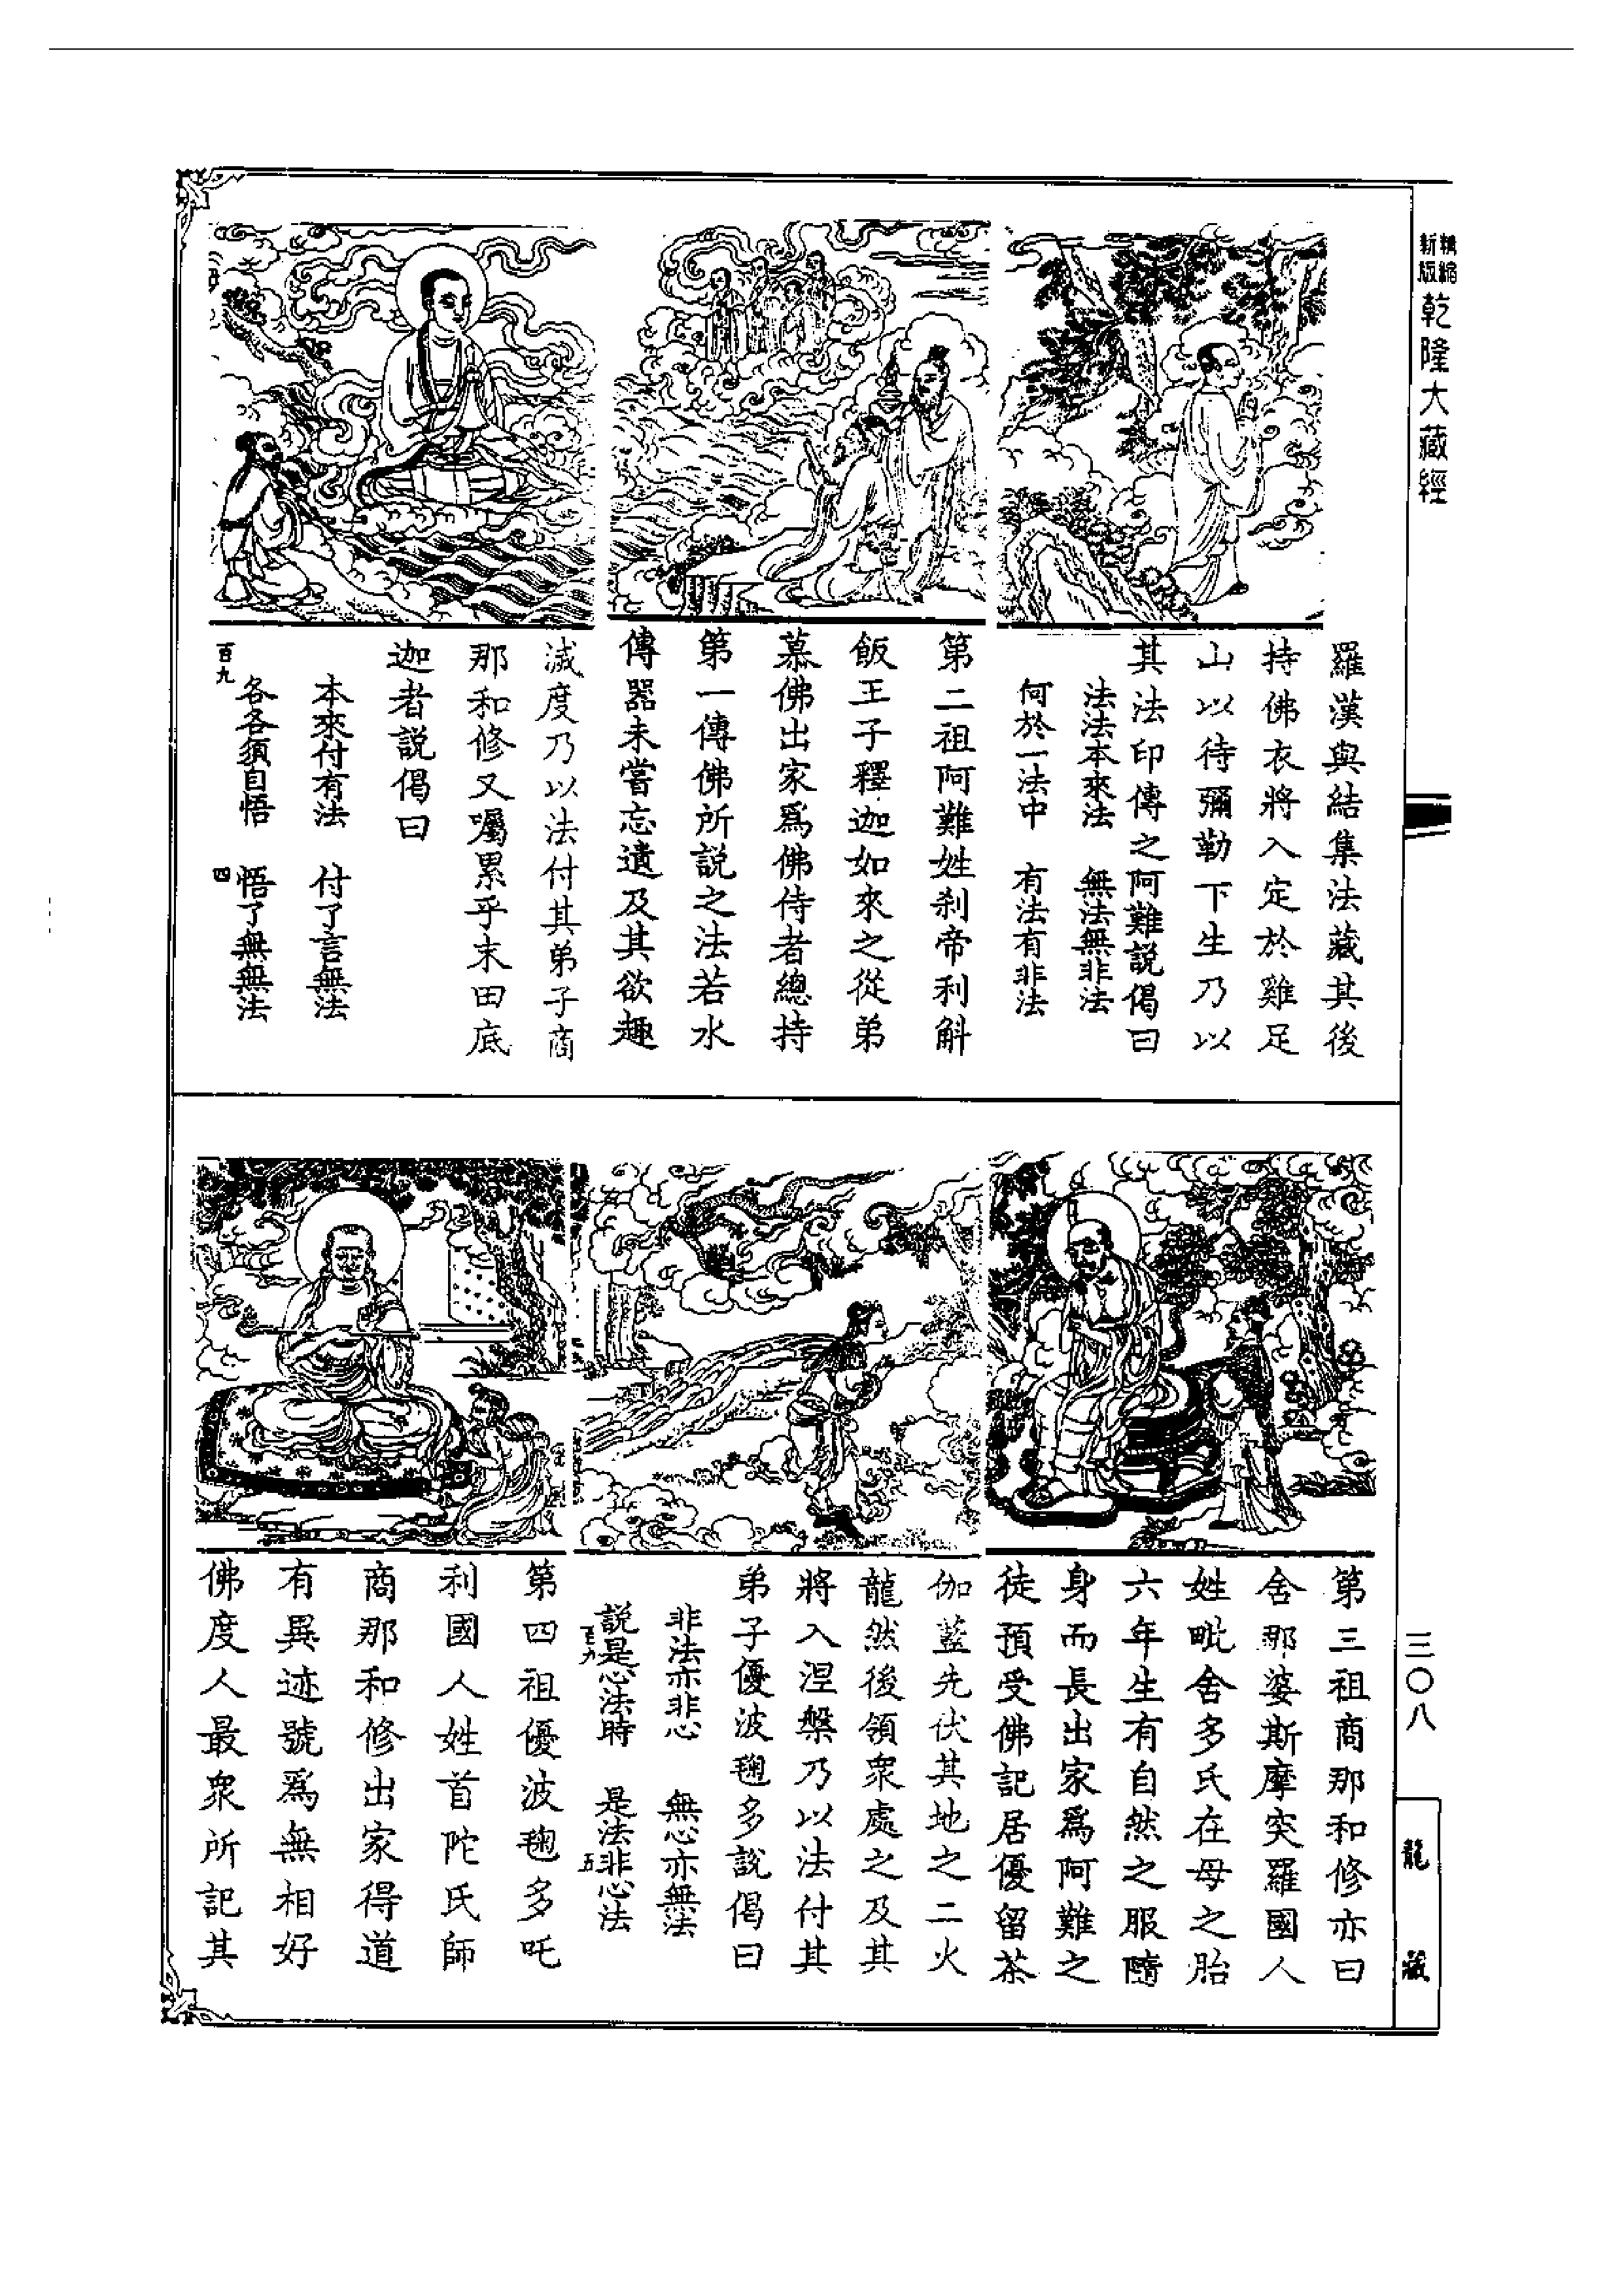 精縮新版乾隆大藏經
羅漢與結集法藏其後
持佛衣將入定於雞足
山以待彌勒下生乃以
其法印傳之阿難説偈曰
法法本來法　無法無非法
何於一法中　有法有非法
第二祖阿難姓刹帝利斛
飯王子釋迦如來之從弟
慕佛出家爲佛侍者總持
第一傳佛所説之法若水
傳器未嘗忘遺及其欲趣
滅度乃以法付其弟子商
那和修又囑累乎末田底
迦者説偈曰
本來付有法　付了言無法
各各須自悟　悟了無無法
百九　四
三〇八
龍藏
第三祖商那和修亦曰
舍那婆斯摩突羅國人
姓毗舍多氏在母之胎
六年生有自然之服隨
身而長出家爲阿難之
徒預受佛記居優留茶
伽藍先伏其地之二火
龍然後領衆處之及其
將入涅槃乃以法付其
弟子優波毱多説偈曰
非法亦非心　無心亦無法
説是心法時　是法非心法
百九　五
第四祖優波毱多吒
利國人姓首陀氏師
商那和修出家得道
有異迹號爲無相好
佛度人最衆所記其